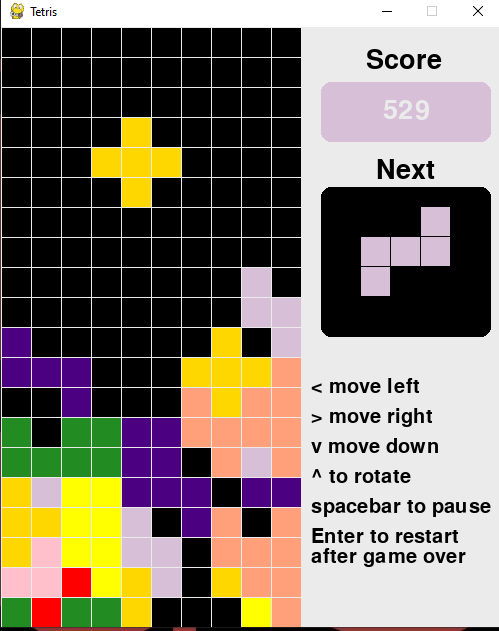 Tetris
Score
529
Next
< move left
> move right
v move down
^ to rotate
spacebar to pause
Enter to restart
after game over